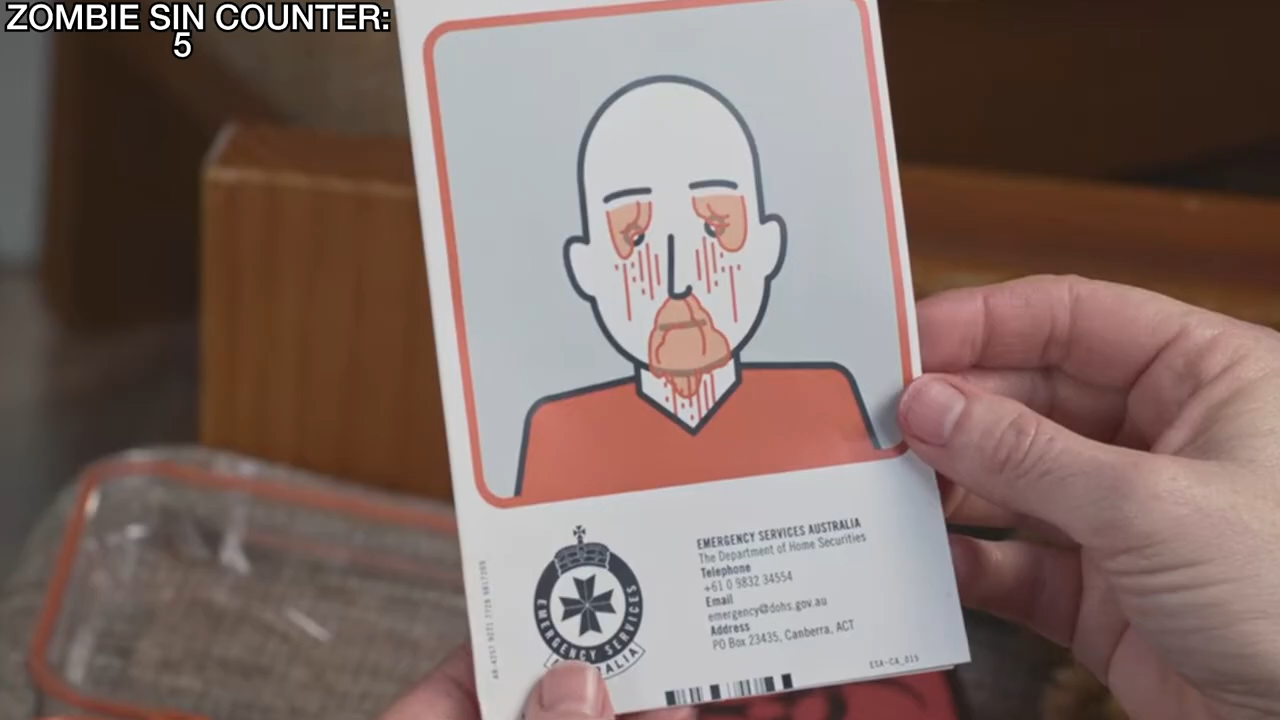 ZOMBIE SIN COUNTER:
5
EMERGENCY SERVICES AUSTRALIA
The Department of Home Securities
Telephone
+61 0 9832 34554
Email
emergency@dohs.gov.au
Address
PO Box 23435, Canberra, ACT
EMERGENCY SERVICES
ESA-CA_015